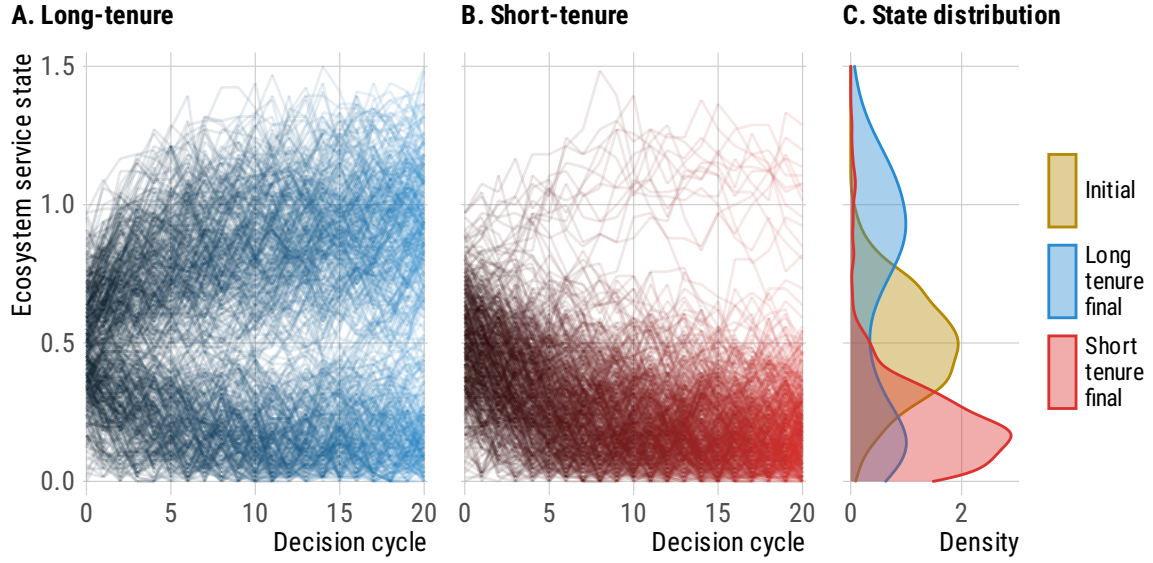 A. Long-tenure
B. Short-tenure
C. State distribution
Ecosystem service state
1.5
1.0
0.5
0.0
0 5 10 15 20
Decision cycle
0 5 10 15 20
Decision cycle
0 2
Density
Initial
Long
tenure
final
Short
tenure
final